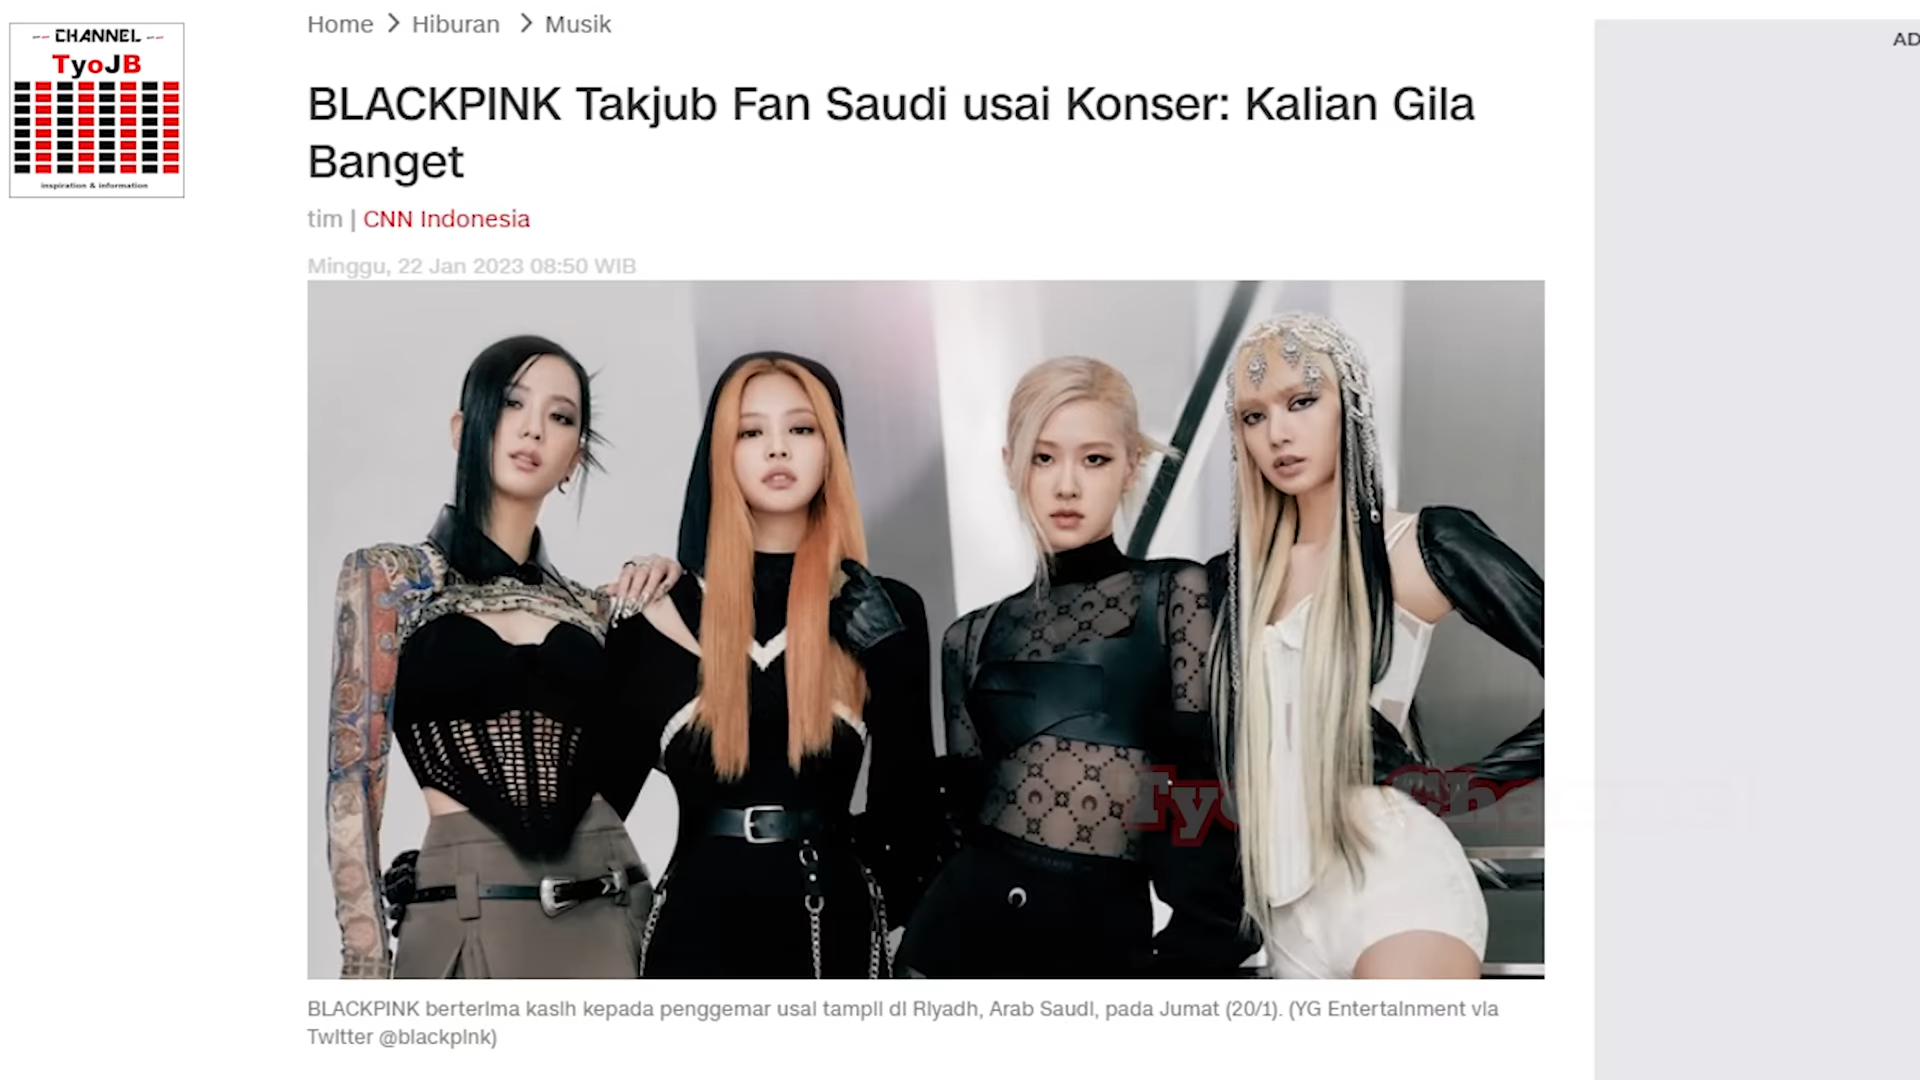 CHANNEL
TyoJB
inspiration & information
Home > Hiburan > Musik
AD
BLACKPINK Takjub Fan Saudi usai Konser: Kalian Gila
Banget
tim | CNN Indonesia
Minggu, 22 Jan 2023 08:50 WIB
BLACKPINK berterima kasih kepada penggemar usai tampil di Riyadh, Arab Saudi, pada Jumat (20/1). (YG Entertainment via
Twitter @blackpink)